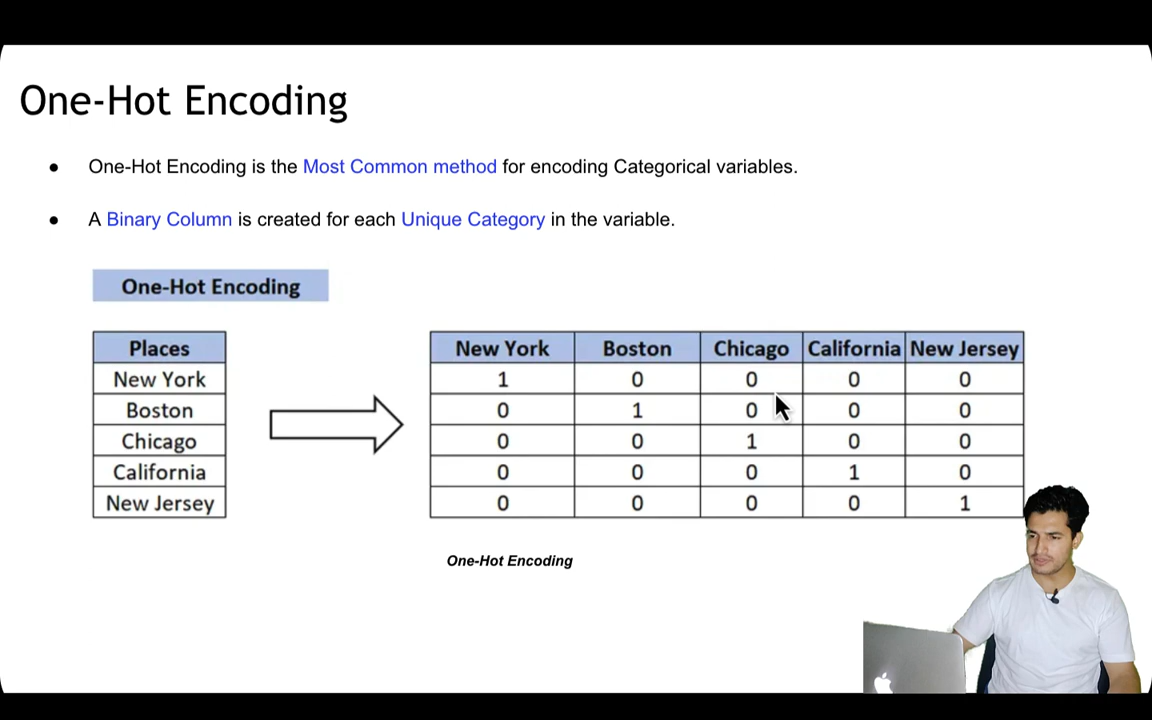 One-Hot Encoding
● One-Hot Encoding is the Most Common method for encoding Categorical variables.
● A Binary Column is created for each Unique Category in the variable.
One-Hot Encoding
Places
New York
Boston
Chicago
California
New Jersey
New York Boston Chicago California New Jersey
1 0 0 0 0
0 1 0 0 0
0 0 1 0 0
0 0 0 1 0
0 0 0 0 1
One-Hot Encoding